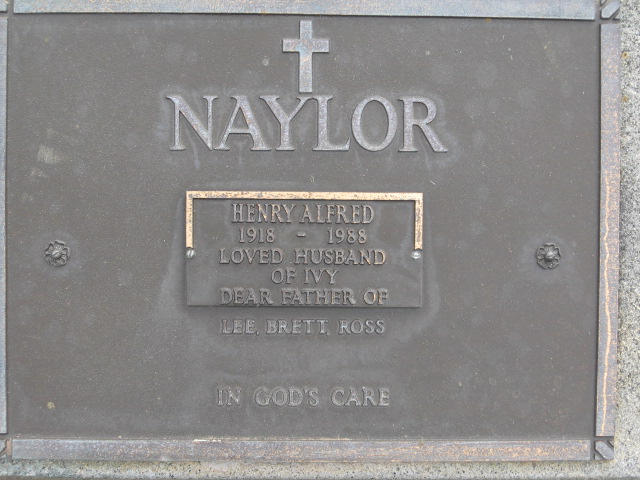 NAYLOR
HENRY ALFRED
1918 - 1988
LOVED HUSBAND
OF IVY
DEAR FATHER OF
LEE, BRETT, ROSS
IN GOD'S CARE